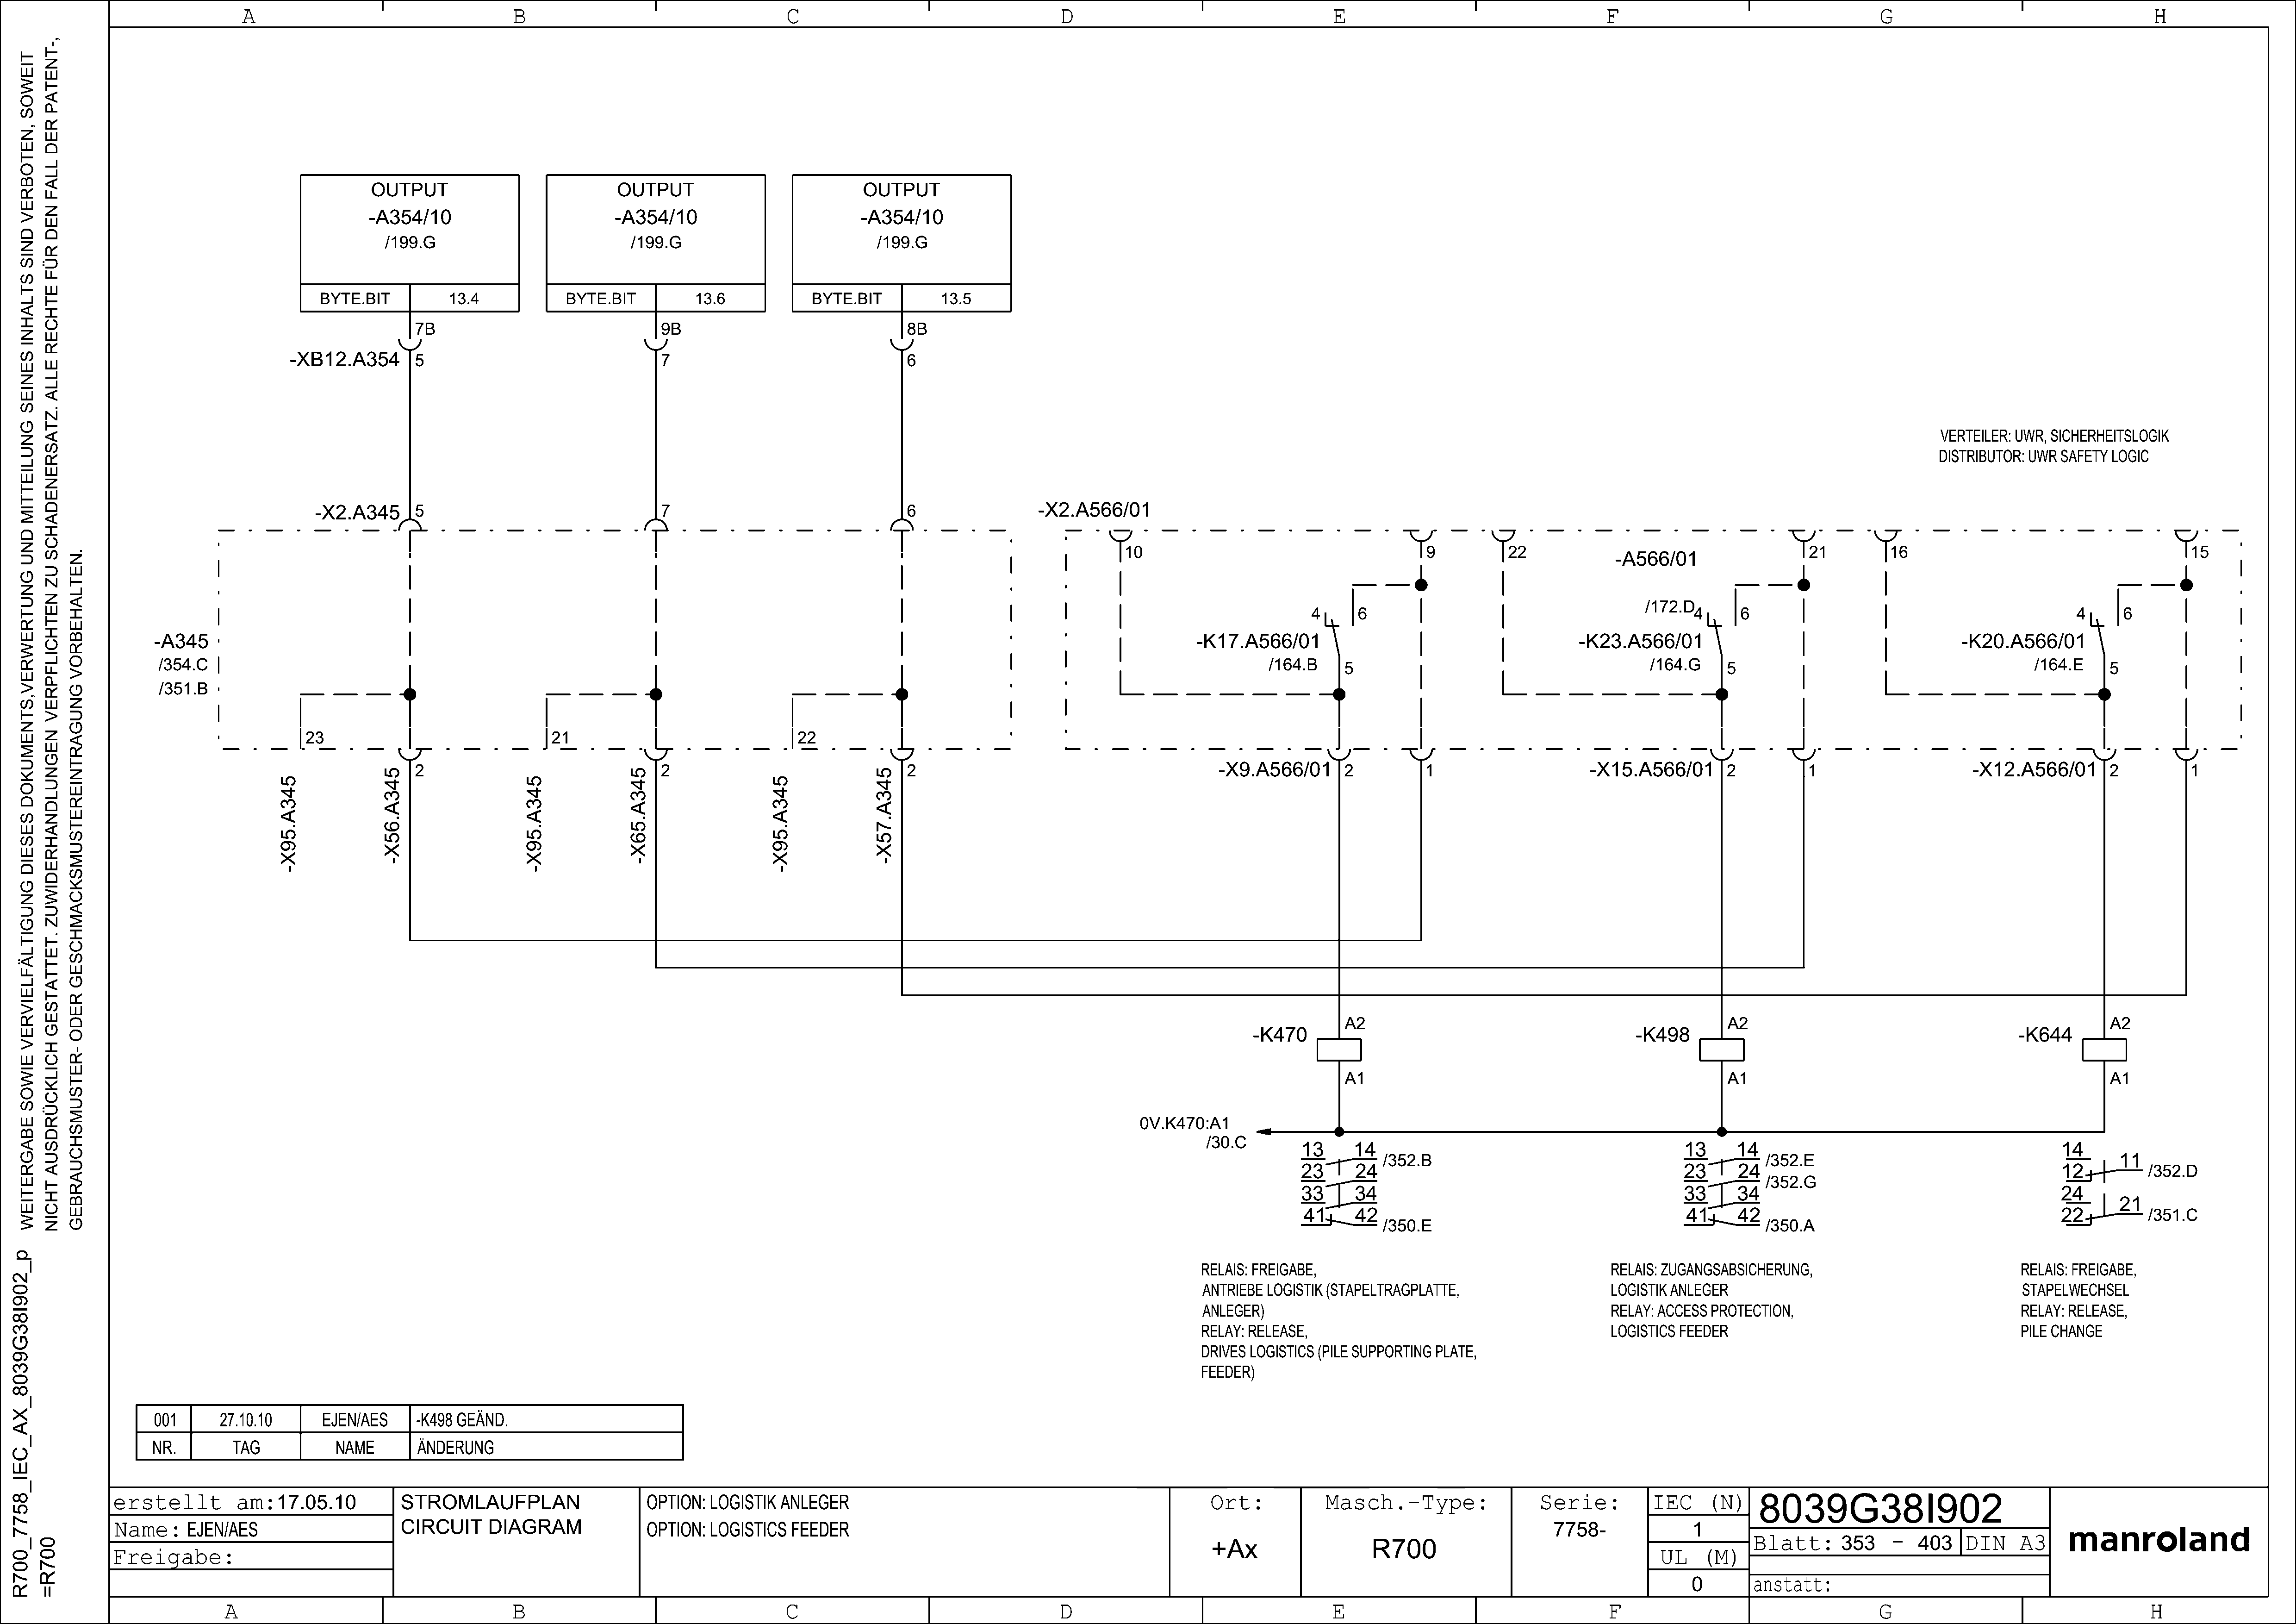 A B C D E F G H
WEITERGABE SOWIE VERVIELFÄLTIGUNG DIESES DOKUMENTS,VERWERTUNG UND MITTEILUNG SEINES INHALTS SIND VERBOTEN, SOWEIT
NICHT AUSDRÜCKLICH GESTATTET. ZUWIDERHANDLUNGEN VERPFLICHTEN ZU SCHADENERSATZ. ALLE RECHTE FÜR DEN FALL DER PATENT-,
GEBRAUCHSMUSTER- ODER GESCHMACKSMUSTEREINTRAGUNG VORBEHALTEN.
R700_7758_IEC_AX_8039G38I902_p
=R700
OUTPUT OUTPUT OUTPUT
-A354/10 -A354/10 -A354/10
/199.G /199.G /199.G
BYTE.BIT 13.4 BYTE.BIT 13.6 BYTE.BIT 13.5
7B 9B 8B
-XB12.A354 5 7 6
VERTEILER: UWR, SICHERHEITSLOGIK
DISTRIBUTOR: UWR SAFETY LOGIC
-X2.A345 5 7 6 -X2.A566/01
10 9 22 -A566/01 21 16 15
/172.D
4 6 4 6 4 6
-A345 -K17.A566/01 -K23.A566/01 -K20.A566/01
/354.C /164.B 5 /164.G 5 /164.E 5
/351.B
23 21 22
2 2 2 -X9.A566/01 2 1 -X15.A566/01 2 1 -X12.A566/01 2 1
-X95.A345 -X56.A345 -X95.A345 -X65.A345 -X95.A345 -X57.A345
A2 A2 A2
-K470 -K498 -K644
A1 A1 A1
0V.K470:A1
/30.C
13 14 /352.B
23 24
33 34
41 42 /350.E
13 14 /352.E
23 24 /352.G
33 34
41 42 /350.A
14
12 11 /352.D
24
22 21 /351.C
RELAIS: FREIGABE,
ANTRIEBE LOGISTIK (STAPELTRAGPLATTE,
ANLEGER)
RELAY: RELEASE,
DRIVES LOGISTICS (PILE SUPPORTING PLATE,
FEEDER)
RELAIS: ZUGANGSABSICHERUNG,
LOGISTIK ANLEGER
RELAY: ACCESS PROTECTION,
LOGISTICS FEEDER
RELAIS: FREIGABE,
STAPELWECHSEL
RELAY: RELEASE,
PILE CHANGE
001 27.10.10 EJEN/AES -K498 GEÄND.
NR. TAG NAME ÄNDERUNG
erstellt am:17.05.10
Name: EJEN/AES
Freigabe:
STROMLAUFPLAN
CIRCUIT DIAGRAM
OPTION: LOGISTIK ANLEGER
OPTION: LOGISTICS FEEDER
Ort:
+Ax
Masch.-Type:
R700
Serie:
7758-
IEC (N)
1
UL (M)
0
8039G38I902
Blatt: 353 - 403 DIN A3
anstatt:
manroland
A B C D E F G H